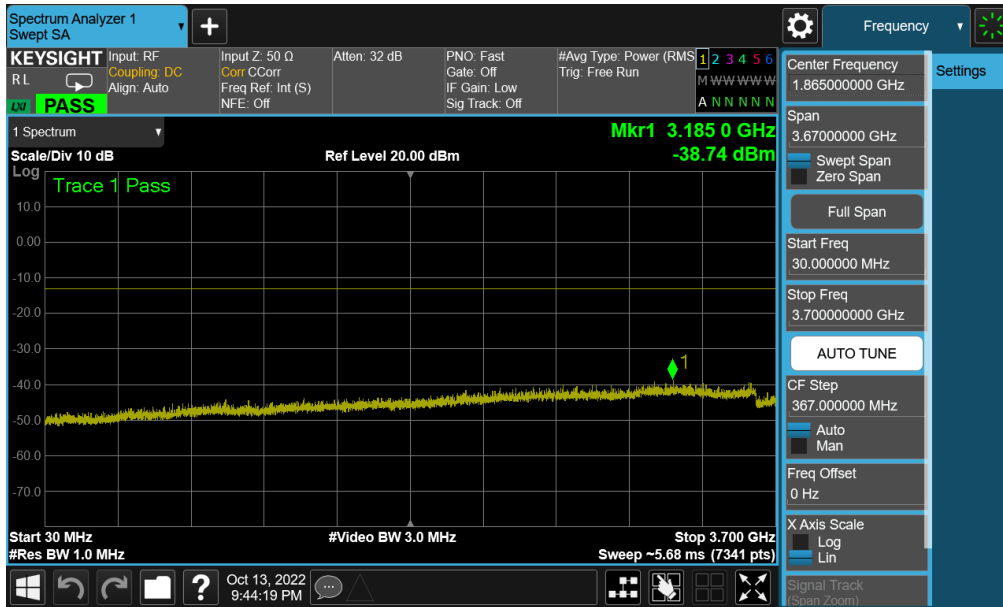 Spectrum Analyzer 1
Swept SA
+
Frequency
KEYSIGHT
RL
LXI PASS
Input: RF
Coupling: DC
Align: Auto
Input Z: 50 Ω
Corr CCorr
Freq Ref: Int (S)
NFE: Off
Atten: 32 dB
PNO: Fast
Gate: Off
IF Gain: Low
Sig Track: Off
#Avg Type: Power (RMS
Trig: Free Run
1 2 3 4 5 6
M W W W W W
A N N N N N
1 Spectrum
Scale/Div 10 dB
Log
Ref Level 20.00 dBm
Mkr1 3.185 0 GHz
-38.74 dBm
Trace 1 Pass
10.0
0.00
-10.0
-20.0
-30.0
-40.0
-50.0
-60.0
-70.0
1
Start 30 MHz
#Res BW 1.0 MHz
#Video BW 3.0 MHz
Stop 3.700 GHz
Sweep ~5.68 ms (7341 pts)
Center Frequency
1.865000000 GHz
Span
3.67000000 GHz
Swept Span
Zero Span
Full Span
Start Freq
30.000000 MHz
Stop Freq
3.700000000 GHz
AUTO TUNE
CF Step
367.000000 MHz
Auto
Man
Freq Offset
0 Hz
X Axis Scale
Log
Lin
Signal Track
(Span Zoom)
Settings
?
Oct 13, 2022
9:44:19 PM